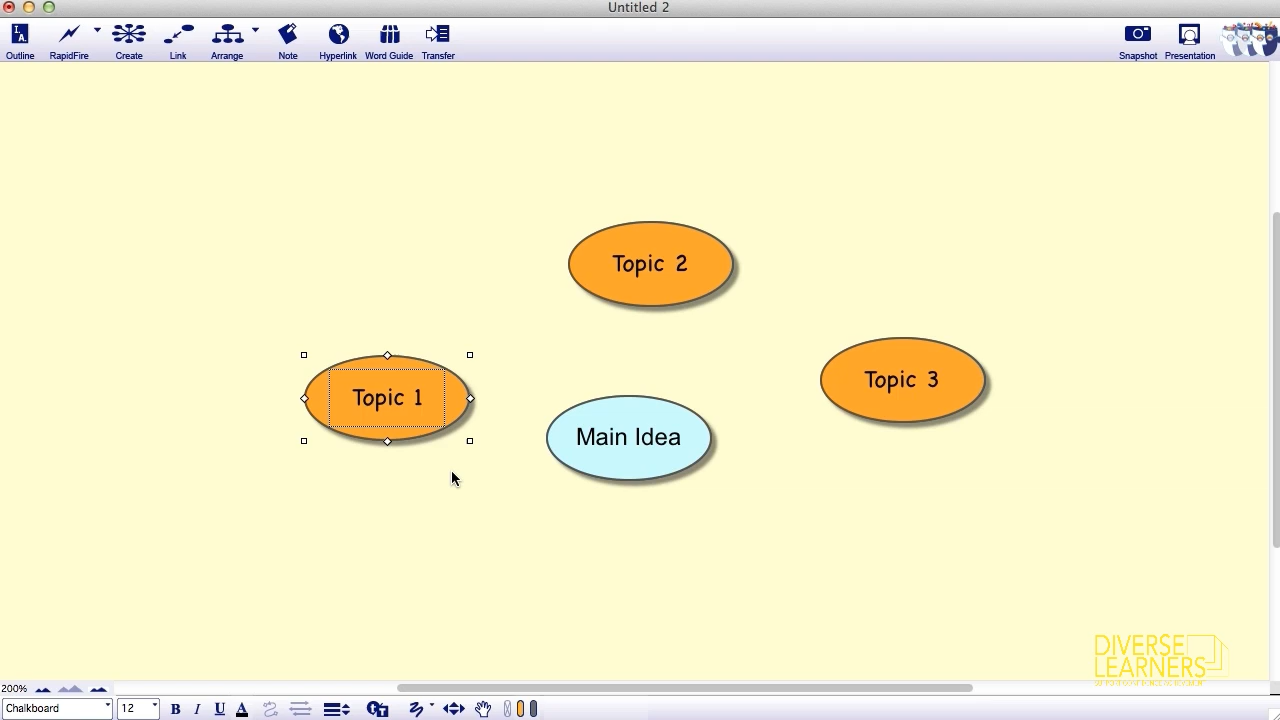 Untitled 2
Outline RapidFire Create Link Arrange Note Hyperlink Word Guide Transfer Snapshot Presentation
Topic 2
Topic 3
Topic 1
Main Idea
DIVERSE
LEARNERS
200%
Chalkboard 12 B I U A